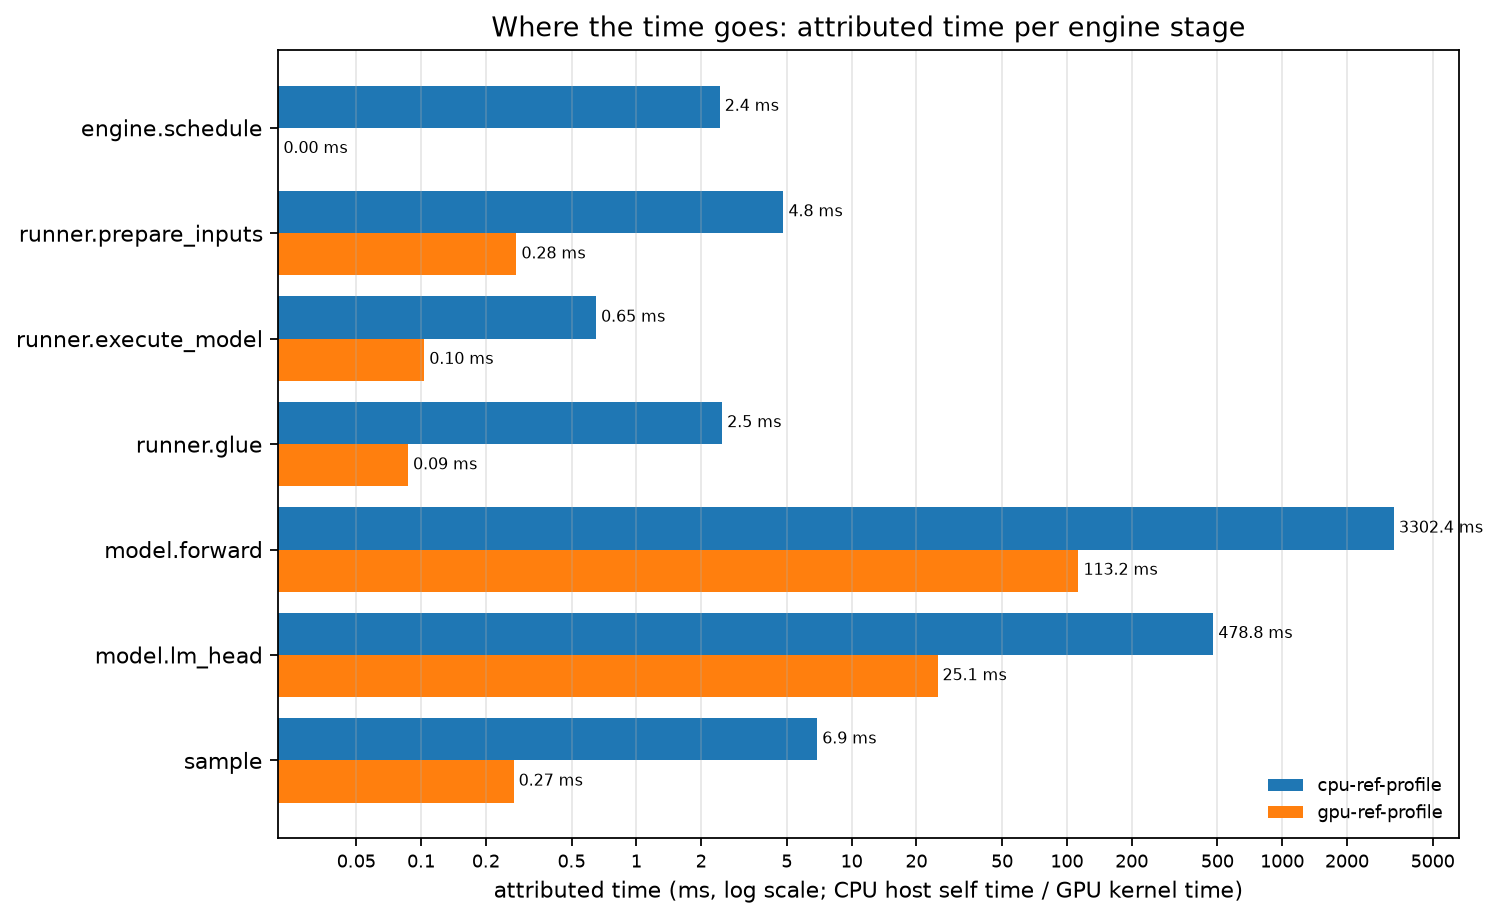 Where the time goes: attributed time per engine stage
engine.schedule
2.4 ms
0.00 ms
runner.prepare_inputs
4.8 ms
0.28 ms
runner.execute_model
0.65 ms
0.10 ms
runner.glue
2.5 ms
0.09 ms
model.forward
3302.4 ms
113.2 ms
model.lm_head
478.8 ms
25.1 ms
sample
6.9 ms
0.27 ms
cpu-ref-profile
gpu-ref-profile
0.05 0.1 0.2 0.5 1 2 5 10 20 50 100 200 500 1000 2000 5000
attributed time (ms, log scale; CPU host self time / GPU kernel time)